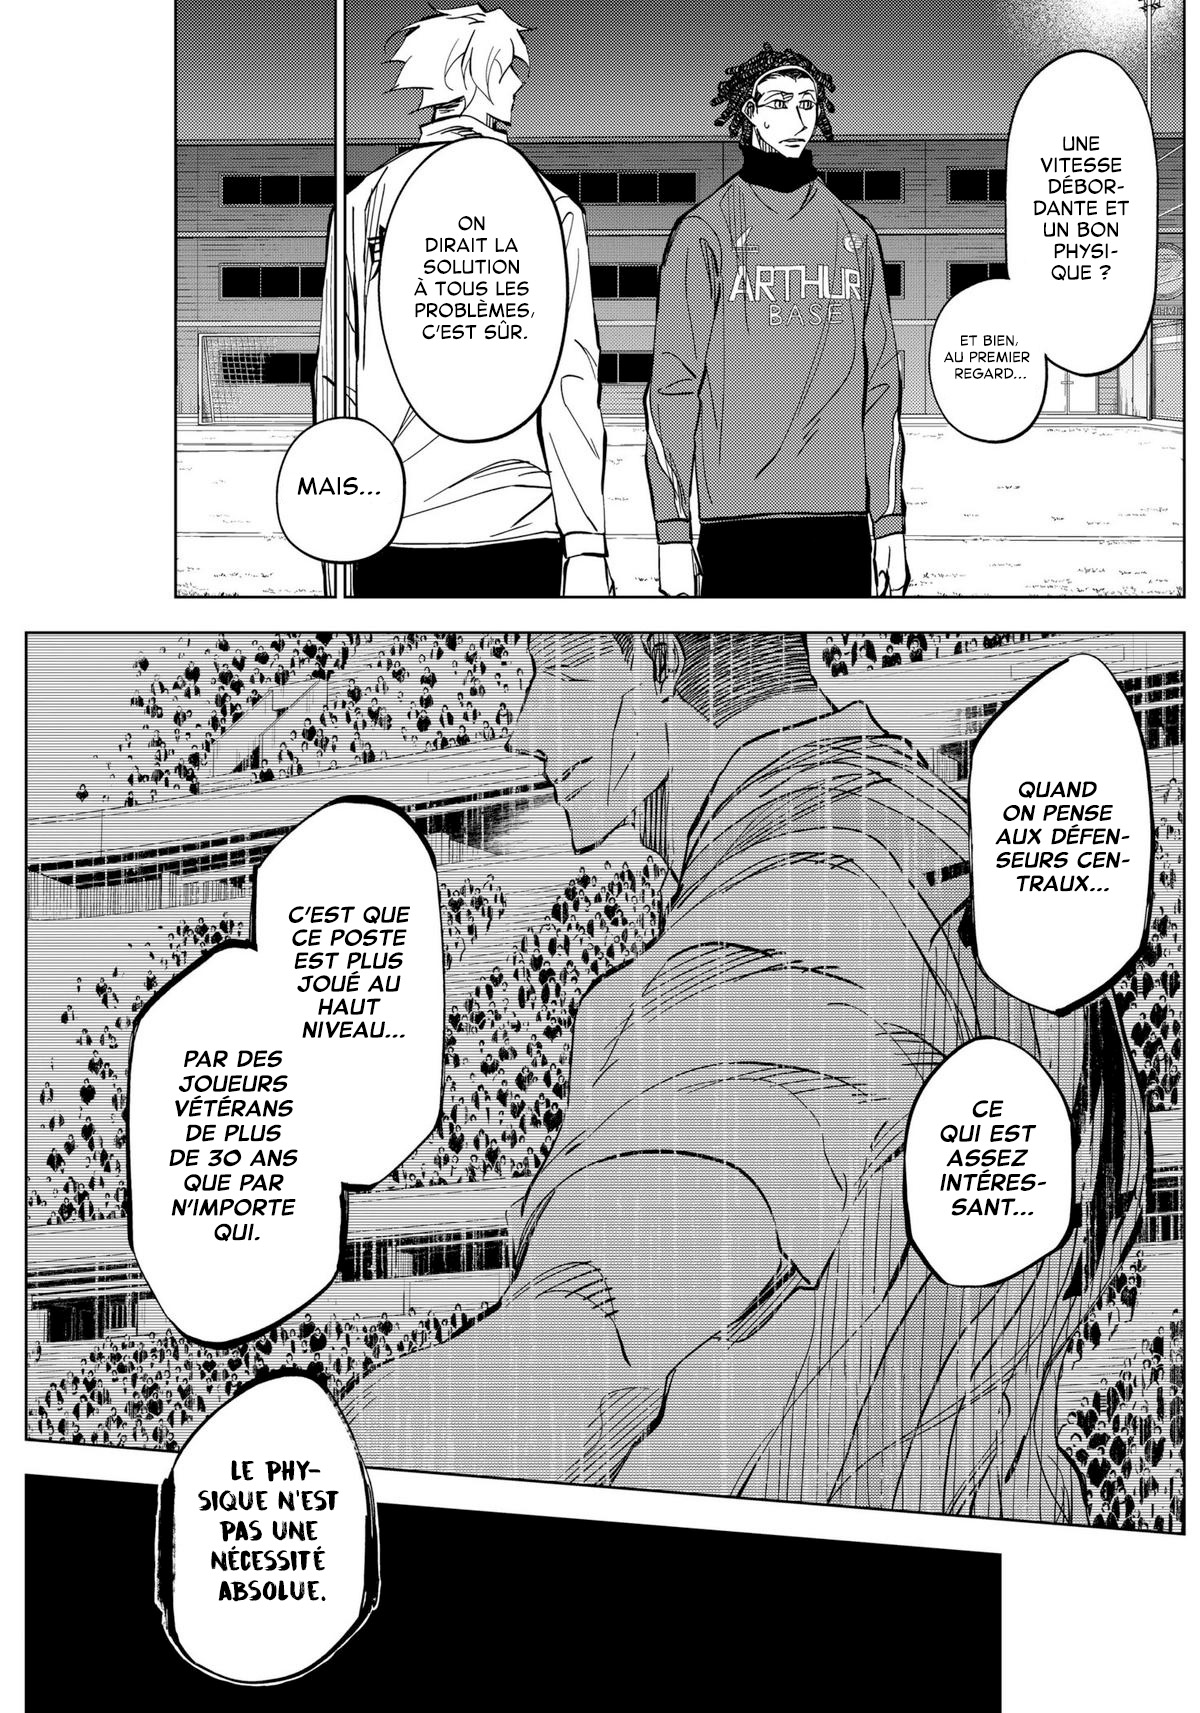 UNE
VITESSE
DÉBOR-
DANTE ET
UN BON
PHYSI-
QUE ?
ET BIEN,
AU PREMIER
REGARD...
ARTHUR
BASE
ON
DIRAIT LA
SOLUTION
À TOUS LES
PROBLÈMES,
C'EST SÛR.
MAIS...
QUAND
ON PENSE
AUX DÉFEN-
SEURS CEN-
TRAUX...
CE
QUI EST
ASSEZ
INTÉRES-
SANT...
C'EST QUE
CE POSTE
EST PLUS
JOUÉ AU
HAUT
NIVEAU...
PAR DES
JOUEURS
VÉTÉRANS
DE PLUS
DE 30 ANS
QUE PAR
N'IMPORTE
QUI.
LE PHY-
SIQUE N'EST
PAS UNE
NÉCESSITÉ
ABSOLUE.